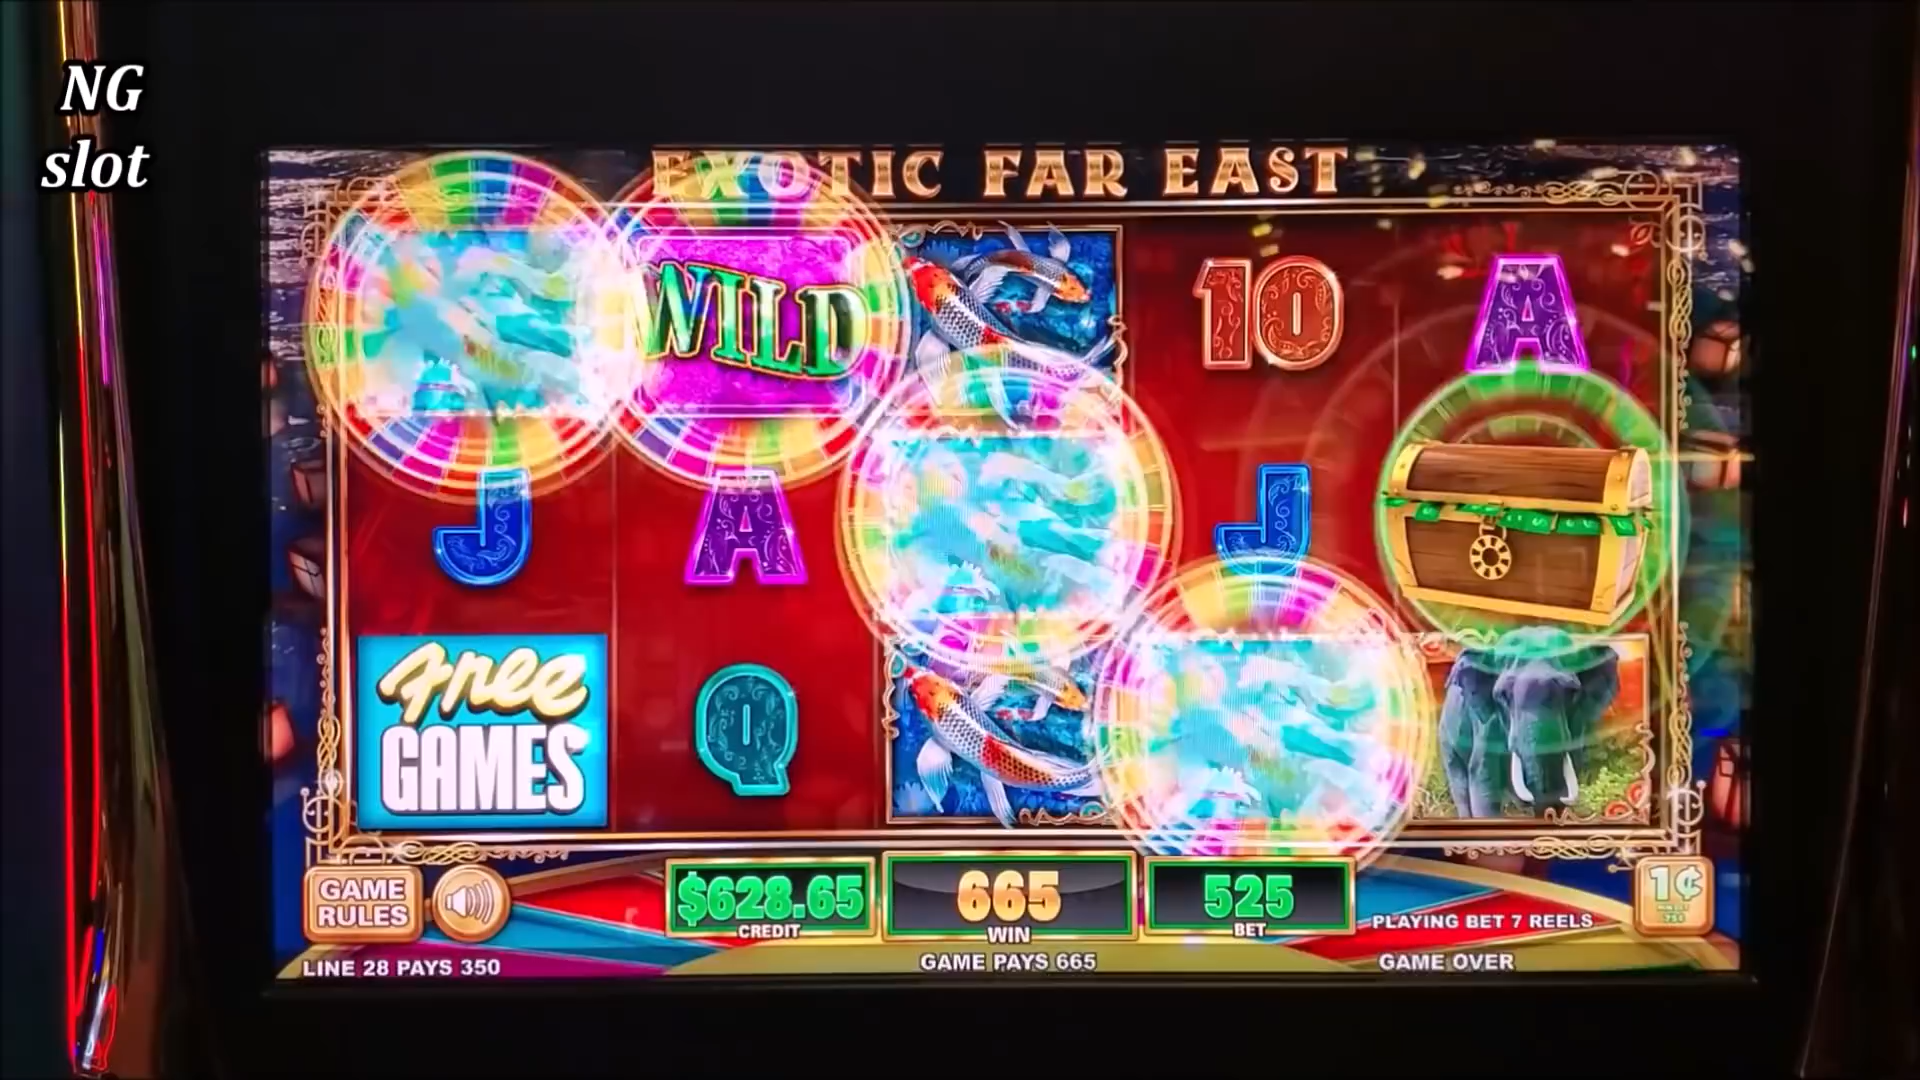 NG
slot
EXOTIC FAR EAST
WILD
10
A
J
A
J
Free
GAMES
Q
GAME
RULES
$628.65
CREDIT
665
WIN
525
BET
PLAYING BET 7 REELS
1¢
LINE 28 PAYS 350
GAME PAYS 665
GAME OVER